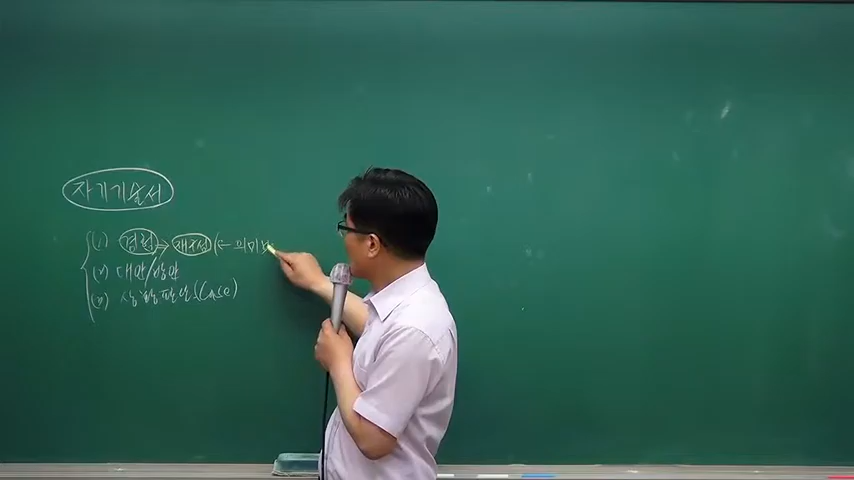 자기기술서
(1) 경험 → 재구성 (← 의미
(2) 대안/방안
(3) 상황판단 (Case)